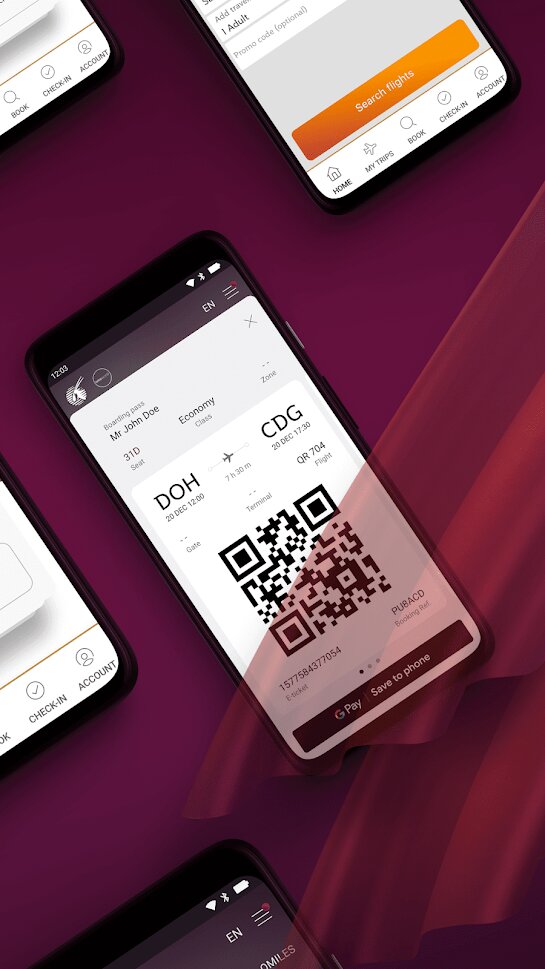 BOOK
CHECK-IN
ACCOUNT
Add trave
1 Adult
Promo code (optional)
Search flights
HOME
MY TRIPS
BOOK
CHECK-IN
ACCOUNT
12:03
EN
Boarding pass
Mr John Doe
Economy
Class
- -
Zone
31D
Seat
DOH
20 DEC 12:00
7 h 30 m
CDG
20 DEC 17:30
QR 704
Flight
- -
Terminal
- -
Gate
1577584377054
E-ticket
PU8ACD
Booking Ref.
G Pay | Save to phone
OK
CHECK-IN
ACCOUNT
EN
OMILES